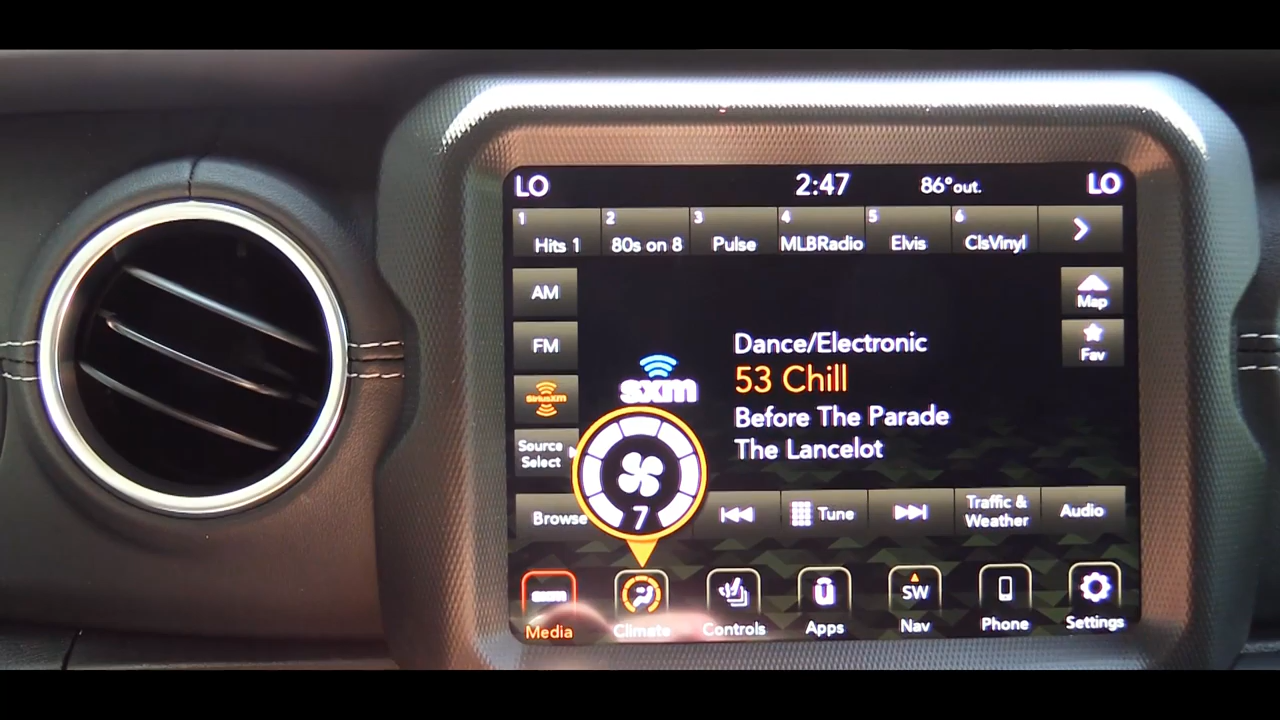 LO 2:47 86°out. LO
1 2 3 4 5 6
Hits 1 80s on 8 Pulse MLBRadio Elvis ClsVinyl
AM
Map
FM
Fav
Dance/Electronic
sxm
53 Chill
SiriusXM
Before The Parade
The Lancelot
Source
Select
7
Browse
Tune
Traffic &
Weather
Audio
sxm
SW
Media Climate Controls Apps Nav Phone Settings